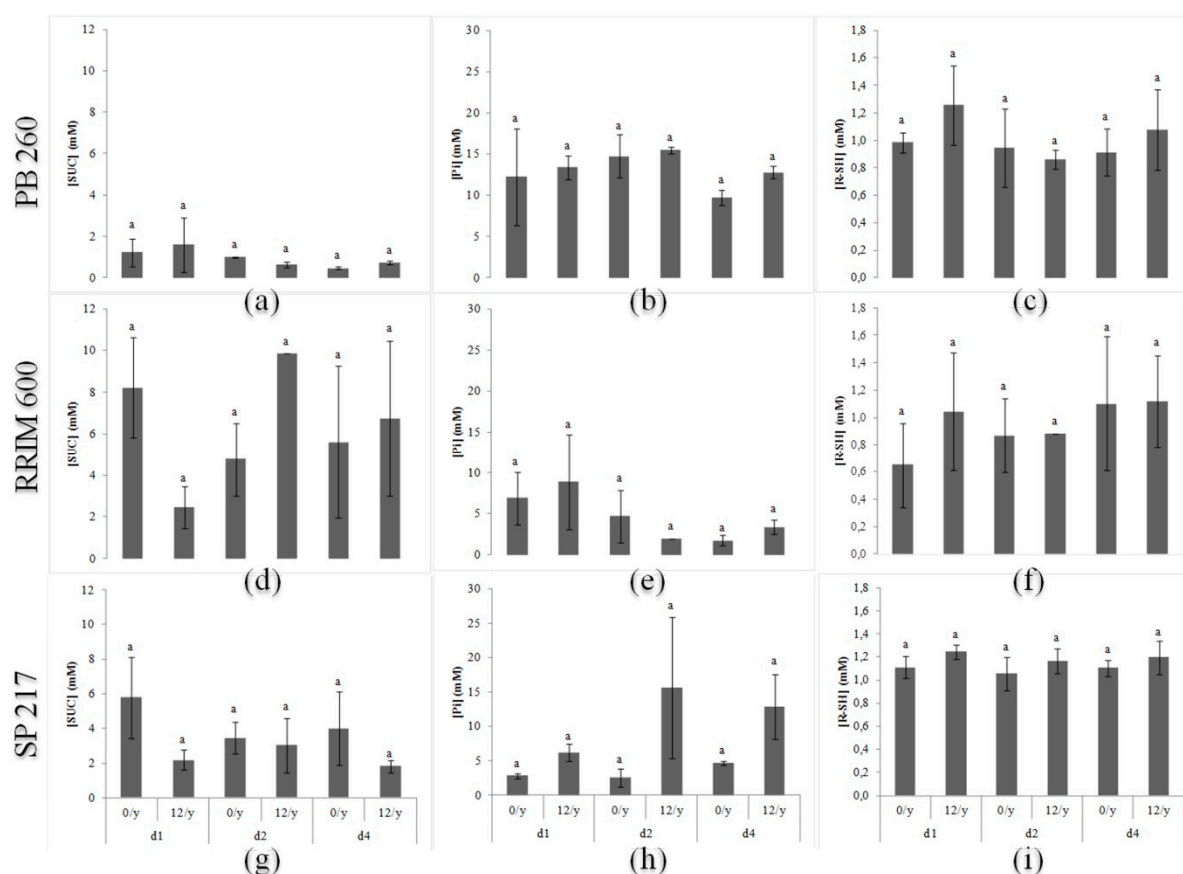 PB 260
[SUC] (mM)
12
10
8
6
4
2
0
a a a a a a
(a)
[Pi] (mM)
30
25
20
15
10
5
0
a a a a a a
(b)
[R-SH] (mM)
1,8
1,6
1,4
1,2
1,0
0,8
0,6
0,4
0,2
0,0
a a a a a a
(c)
RRIM 600
[SUC] (mM)
12
10
8
6
4
2
0
a a a a a a
(d)
[Pi] (mM)
30
25
20
15
10
5
0
a a a a a a
(e)
[R-SH] (mM)
1,8
1,6
1,4
1,2
1,0
0,8
0,6
0,4
0,2
0,0
a a a a a a
(f)
SP 217
[SUC] (mM)
12
10
8
6
4
2
0
a a a a a a
0/y 12/y 0/y 12/y 0/y 12/y
d1 d2 d4
(g)
[Pi] (mM)
30
25
20
15
10
5
0
a a a a a a
0/y 12/y 0/y 12/y 0/y 12/y
d1 d2 d4
(h)
[R-SH] (mM)
1,8
1,6
1,4
1,2
1,0
0,8
0,6
0,4
0,2
0,0
a a a a a a
0/y 12/y 0/y 12/y 0/y 12/y
d1 d2 d4
(i)